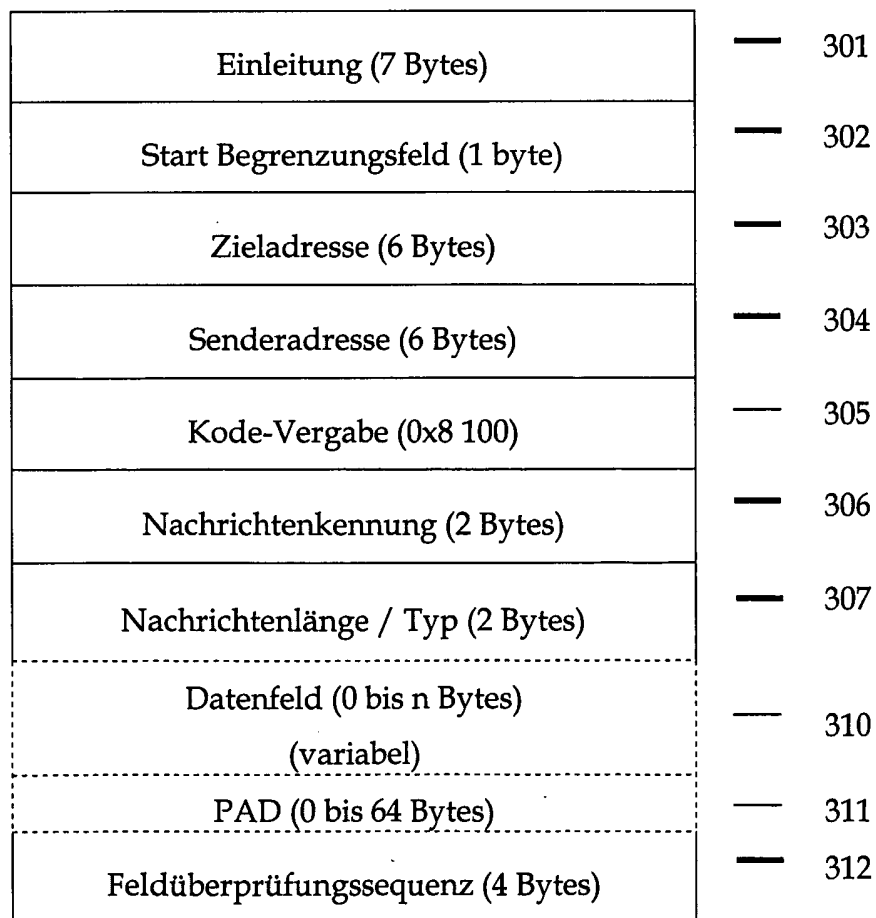 Einleitung (7 Bytes)
301
Start Begrenzungsfeld (1 byte)
302
Zieladresse (6 Bytes)
303
Senderadresse (6 Bytes)
304
Kode-Vergabe (0x8 100)
305
Nachrichtenkennung (2 Bytes)
306
Nachrichtenlänge / Typ (2 Bytes)
307
Datenfeld (0 bis n Bytes)
(variabel)
310
PAD (0 bis 64 Bytes)
311
Feldüberprüfungssequenz (4 Bytes)
312